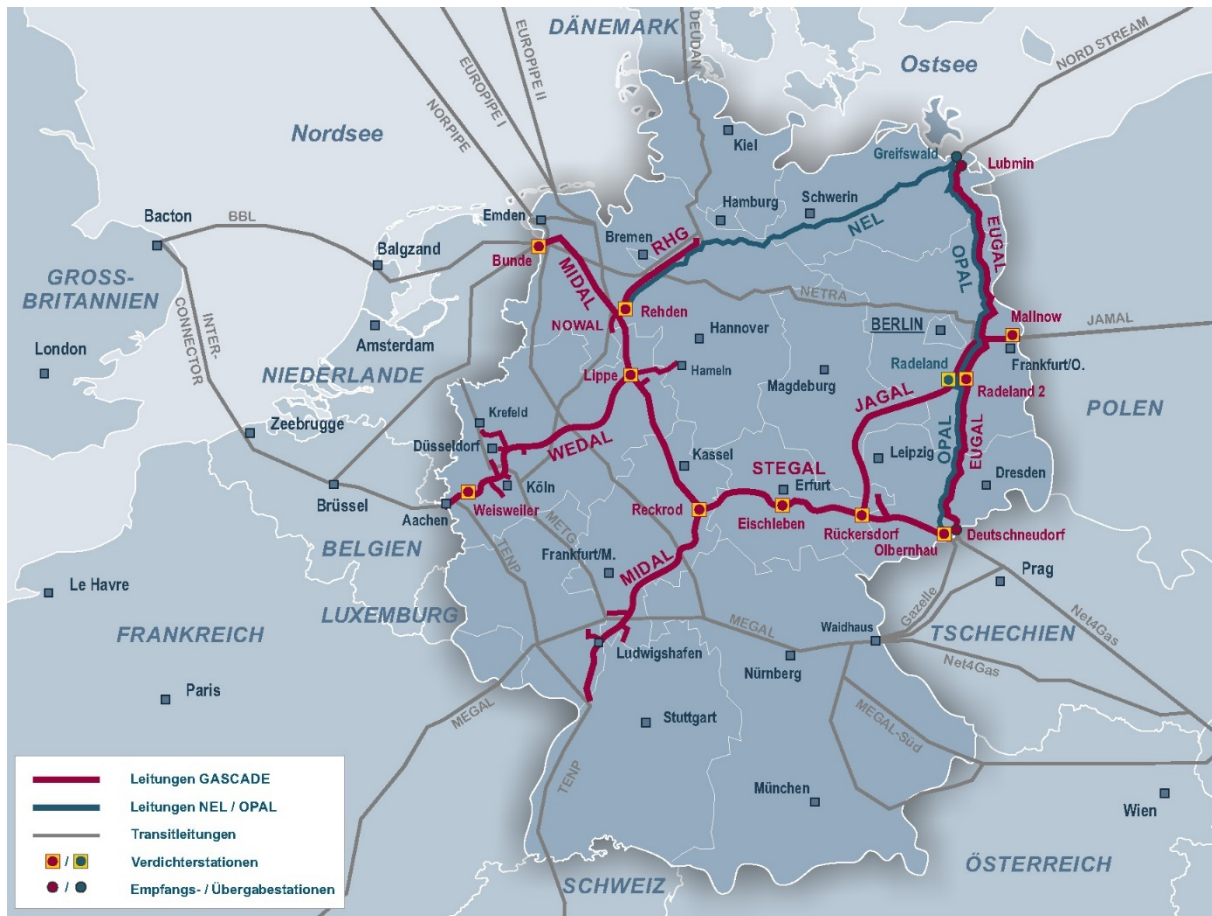 DÄNEMARK
DEUDAN
EUROPIPE II
EUROPIPE I
NORPIPE
NORD STREAM
Ostsee
Nordsee
Kiel
Greifswald
Lubmin
Hamburg
Schwerin
NEL
EUGAL
OPAL
Emden
Bremen
RHG
Bacton
BBL
Balgzand
Bunde
MIDAL
GROSS-
BRITANNIEN
INTER-
CONNECTOR
NETRA
Mallnow
JAMAL
Rehden
NOWAL
Hannover
BERLIN
Amsterdam
London
NIEDERLANDE
Lippe
Hameln
Magdeburg
Radeland
Frankfurt/O.
Radeland 2
JAGAL
POLEN
Krefeld
Zeebrugge
Düsseldorf
WEDAL
Kassel
STEGAL
Leipzig
OPAL
EUGAL
Dresden
Brüssel
Köln
Erfurt
Aachen
Weisweiler
Reckrod
Eischleben
Rückersdorf
Olbernhau
Deutschneudorf
BELGIEN
TENP
METG
Frankfurt/M.
MIDAL
Prag
Gazelle
Net4Gas
Le Havre
LUXEMBURG
FRANKREICH
MEGAL
Waidhaus
TSCHECHIEN
Ludwigshafen
Nürnberg
Net4Gas
Paris
MEGAL
Stuttgart
MEGAL-Süd
TENP
München
Wien
ÖSTERREICH
SCHWEIZ
Leitungen GASCADE
Leitungen NEL / OPAL
Transitleitungen
/ Verdichterstationen
/ Empfangs- / Übergabestationen